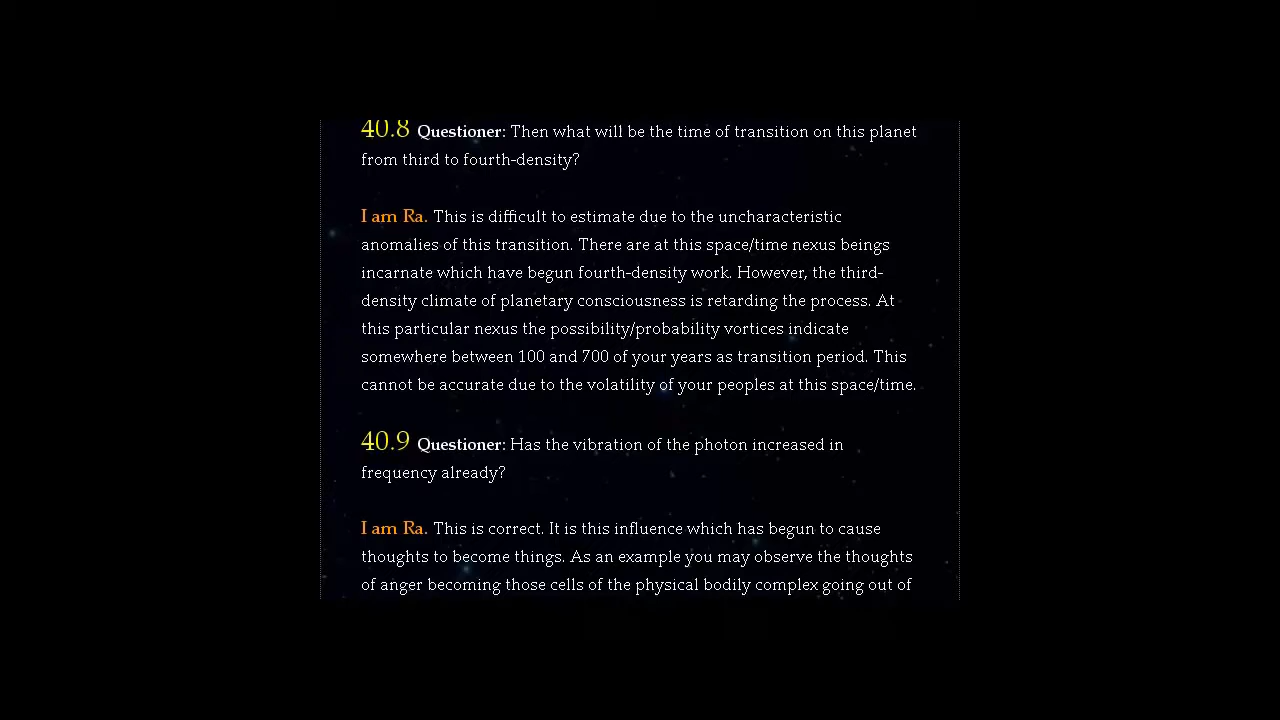 40.8 Questioner: Then what will be the time of transition on this planet
from third to fourth-density?
I am Ra. This is difficult to estimate due to the uncharacteristic
anomalies of this transition. There are at this space/time nexus beings
incarnate which have begun fourth-density work. However, the third-
density climate of planetary consciousness is retarding the process. At
this particular nexus the possibility/probability vortices indicate
somewhere between 100 and 700 of your years as transition period. This
cannot be accurate due to the volatility of your peoples at this space/time.
40.9 Questioner: Has the vibration of the photon increased in
frequency already?
I am Ra. This is correct. It is this influence which has begun to cause
thoughts to become things. As an example you may observe the thoughts
of anger becoming those cells of the physical bodily complex going out of